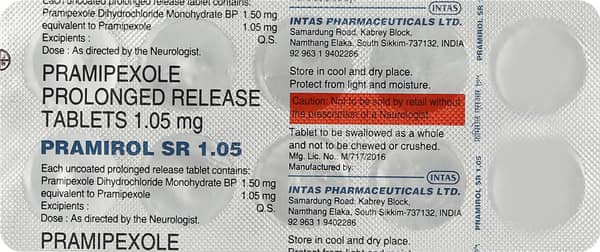 Each uncoated prolonged release tablet contains:
Pramipexole Dihydrochloride Monohydrate BP 1.50 mg
equivalent to Pramipexole 1.05 mg
Excipients : Q.S.
Dose : As directed by the Neurologist.
PRAMIPEXOLE
PROLONGED RELEASE
TABLETS 1.05 mg
PRAMIROL SR 1.05
Each uncoated prolonged release tablet contains:
Pramipexole Dihydrochloride Monohydrate BP 1.50 mg
equivalent to Pramipexole 1.05 mg
Excipients : Q.S.
Dose : As directed by the Neurologist.
PRAMIPEXOLE
INTAS
INTAS PHARMACEUTICALS LTD.
Samardung Road, Kabrey Block,
Namthang Elaka, South Sikkim-737132, INDIA
92 963 1 9402286
Store in cool and dry place.
Protect from light and moisture.
Caution: Not to be sold by retail without
the prescription of a Neurologist.
Tablet to be swallowed as a whole
and not to be chewed or crushed.
Mfg. Lic. No.: M/717/2016
Manufactured by:
INTAS
INTAS PHARMACEUTICALS LTD.
Samardung Road, Kabrey Block,
Namthang Elaka, South Sikkim-737132, INDIA
92 963 1 9402286
Store in cool and dry place.
Protect from light and moisture.
PRAMIROL SR 1
PRAMIROL SR 1.05